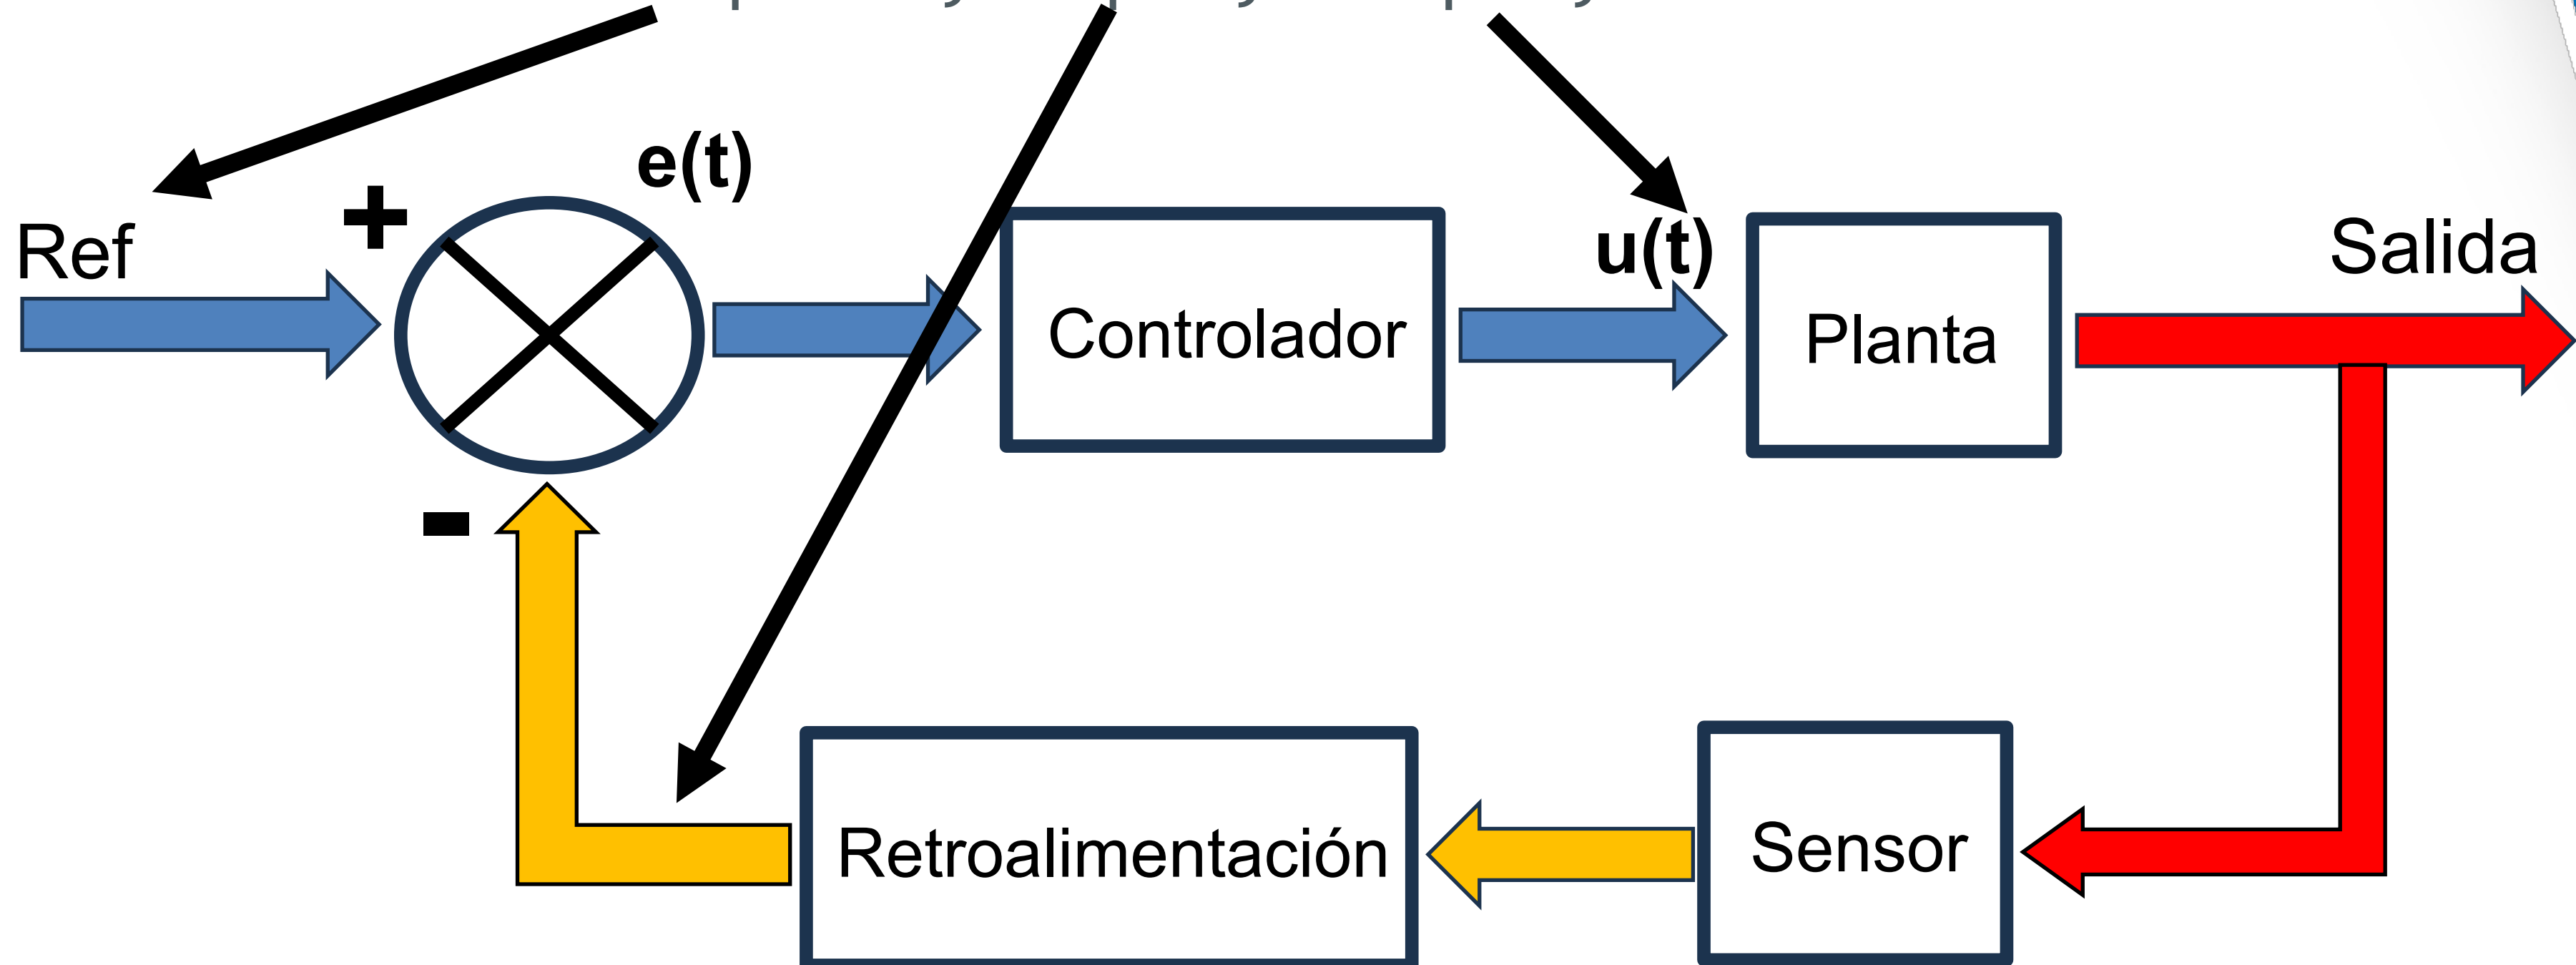 e(t)
+
Ref
u(t)
Salida
Controlador
Planta
-
Retroalimentación
Sensor